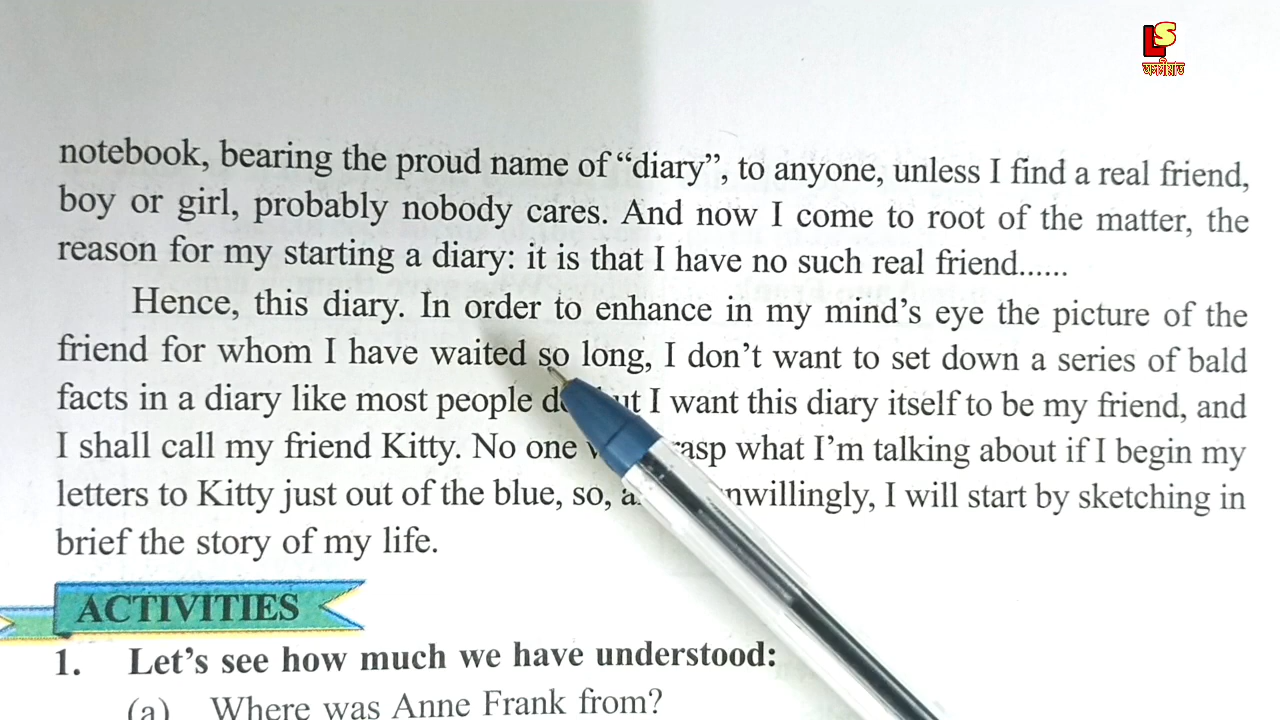 LS
notebook, bearing the proud name of “diary”, to anyone, unless I find a real friend,
boy or girl, probably nobody cares. And now I come to root of the matter, the
reason for my starting a diary: it is that I have no such real friend......
Hence, this diary. In order to enhance in my mind’s eye the picture of the
friend for whom I have waited so long, I don’t want to set down a series of bald
facts in a diary like most people I want this diary itself to be my friend, and
I shall call my friend Kitty. No one what I’m talking about if I begin my
letters to Kitty just out of the blue, so, I will start by sketching in
brief the story of my life.
ACTIVITIES
1. Let’s see how much we have understood:
(a) Where was Anne Frank from?